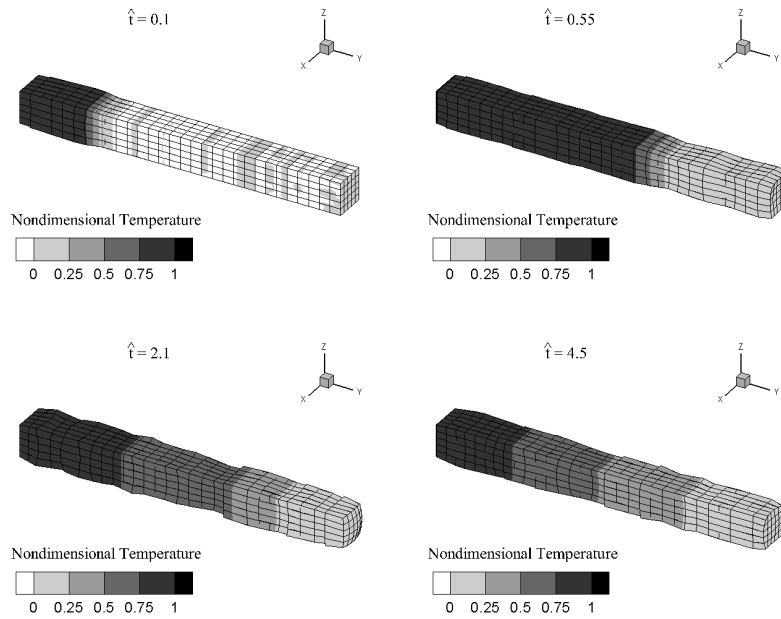 t̂ = 0.1
Z
X
Y
Nondimensional Temperature
0 0.25 0.5 0.75 1
t̂ = 0.55
Z
X
Y
Nondimensional Temperature
0 0.25 0.5 0.75 1
t̂ = 2.1
Z
X
Y
Nondimensional Temperature
0 0.25 0.5 0.75 1
t̂ = 4.5
Z
X
Y
Nondimensional Temperature
0 0.25 0.5 0.75 1